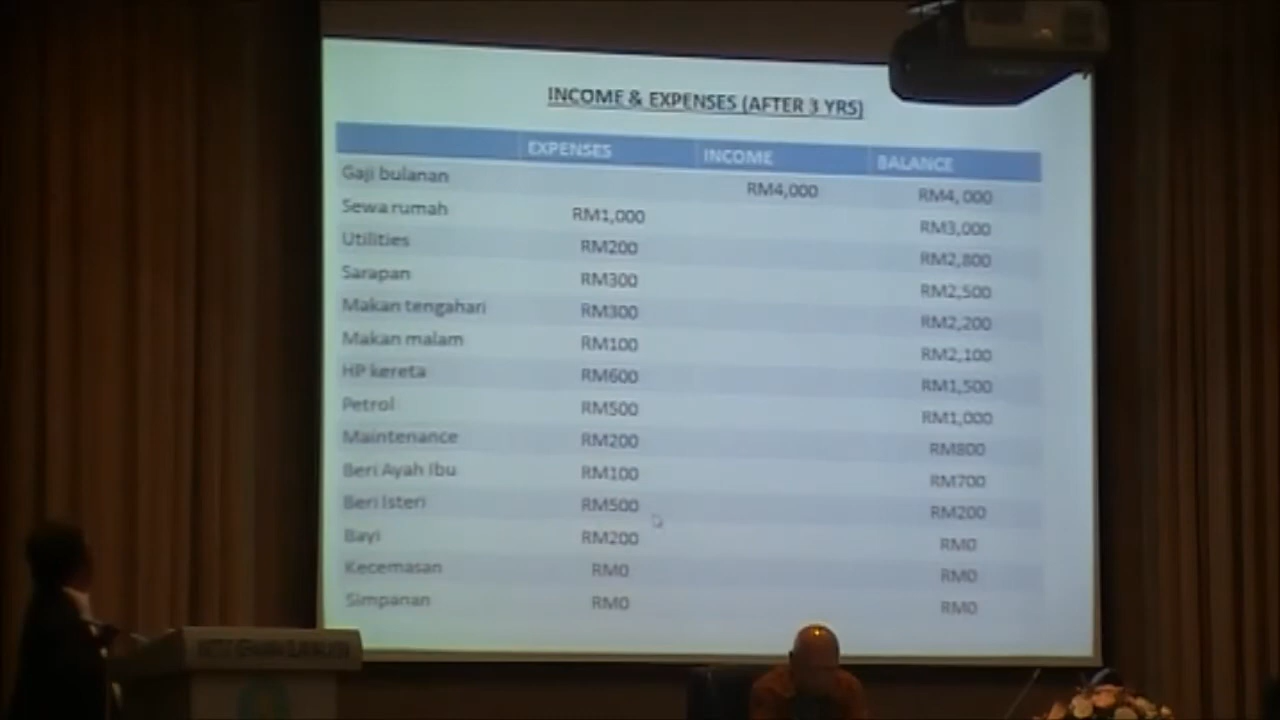 INCOME & EXPENSES (AFTER 3 YRS)
EXPENSES INCOME BALANCE
Gaji bulanan RM4,000 RM4, 000
Sewa rumah RM1,000 RM3,000
Utilities RM200 RM2,800
Sarapan RM300 RM2,500
Makan tengahari RM300 RM2,200
Makan malam RM100 RM2,100
HP kereta RM600 RM1,500
Petrol RM500 RM1,000
Maintenance RM200 RM800
Beri Ayah Ibu RM100 RM700
Beri Isteri RM500 RM200
Bayi RM200 RM0
Kecemasan RM0 RM0
Simpanan RM0 RM0